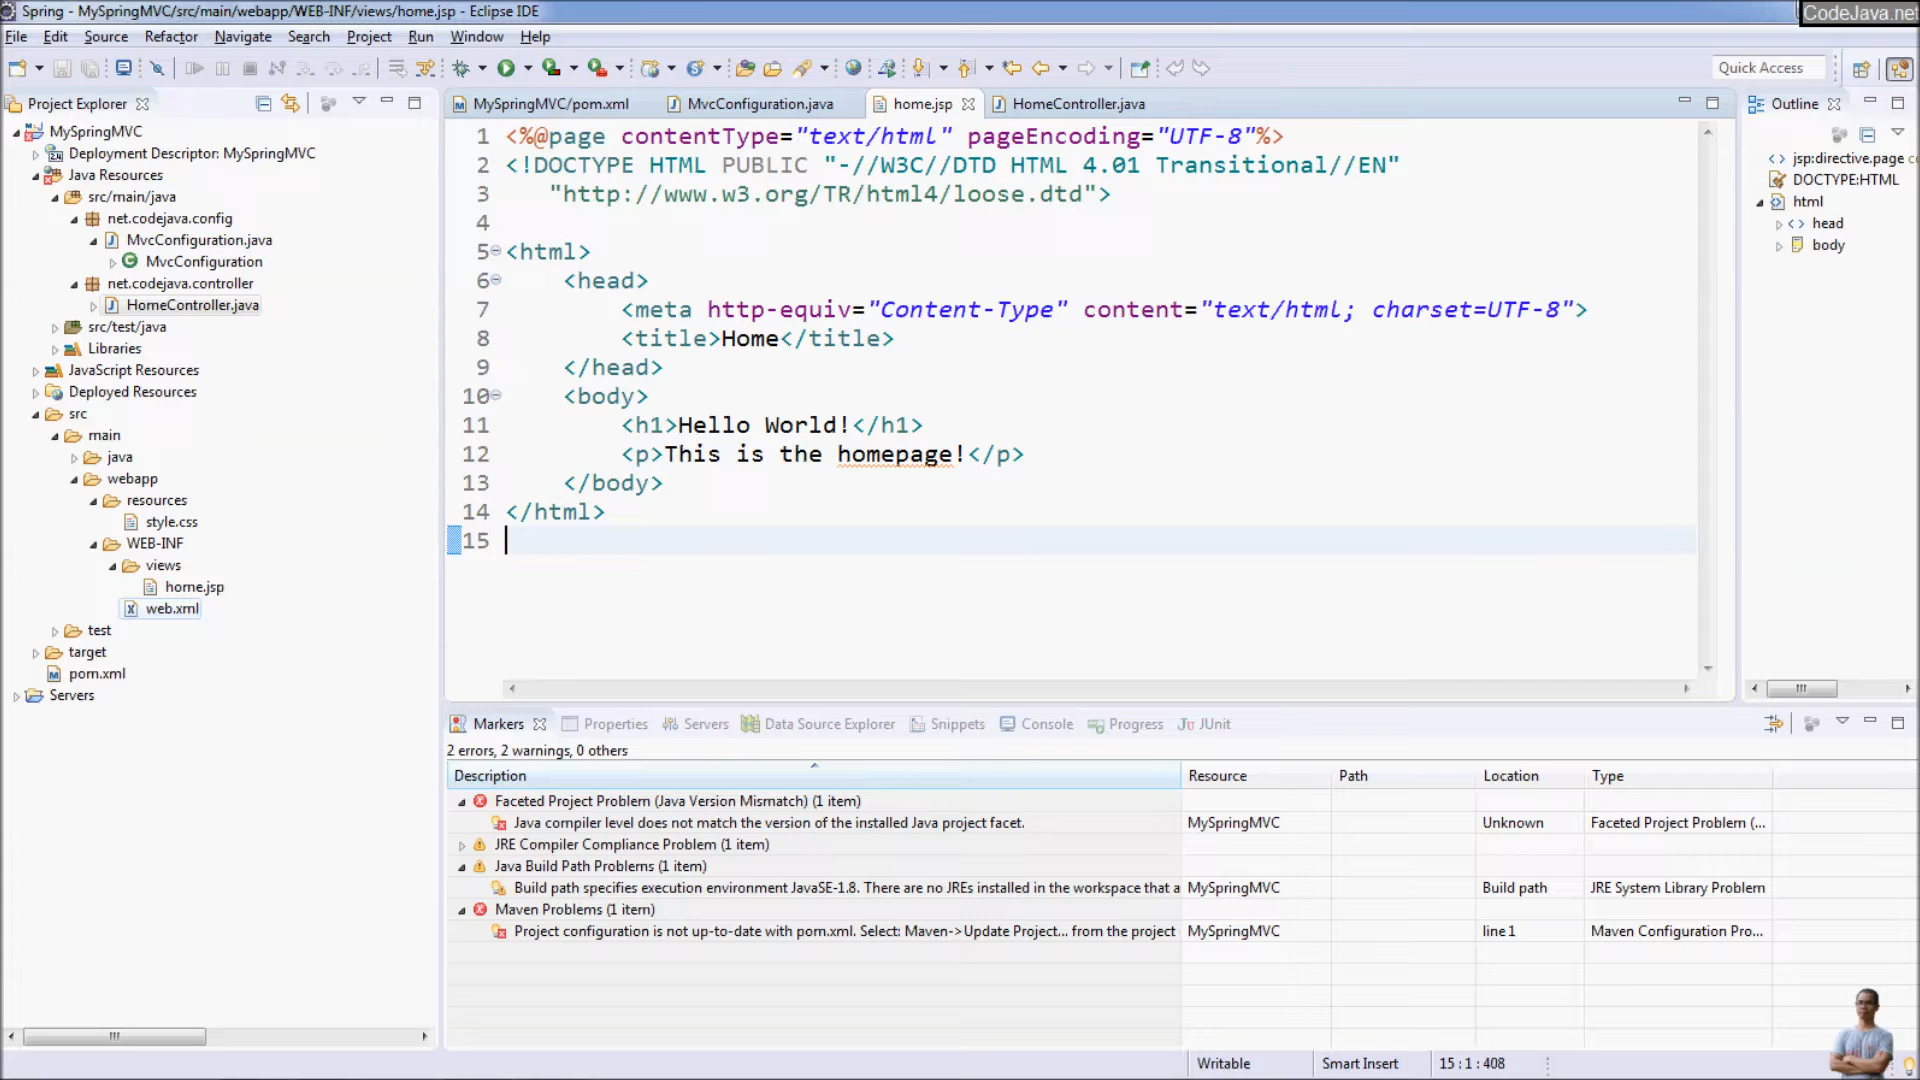 Spring - MySpringMVC/src/main/webapp/WEB-INF/views/home.jsp - Eclipse IDE
CodeJava.net
File Edit Source Refactor Navigate Search Project Run Window Help
Quick Access
Project Explorer
MySpringMVC
Deployment Descriptor: MySpringMVC
Java Resources
src/main/java
net.codejava.config
MvcConfiguration.java
MvcConfiguration
net.codejava.controller
HomeController.java
src/test/java
Libraries
JavaScript Resources
Deployed Resources
src
main
java
webapp
resources
style.css
WEB-INF
views
home.jsp
web.xml
test
target
pom.xml
Servers
MySpringMVC/pom.xml MvcConfiguration.java home.jsp HomeController.java
1 <%@page contentType="text/html" pageEncoding="UTF-8"%>
2 <!DOCTYPE HTML PUBLIC "-//W3C//DTD HTML 4.01 Transitional//EN"
3 "http://www.w3.org/TR/html4/loose.dtd">
4
5 <html>
6 <head>
7 <meta http-equiv="Content-Type" content="text/html; charset=UTF-8">
8 <title>Home</title>
9 </head>
10 <body>
11 <h1>Hello World!</h1>
12 <p>This is the homepage!</p>
13 </body>
14 </html>
15
Outline
jsp:directive.page
DOCTYPE:HTML
html
head
body
Markers Properties Servers Data Source Explorer Snippets Console Progress JUnit
2 errors, 2 warnings, 0 others
Description Resource Path Location Type
Faceted Project Problem (Java Version Mismatch) (1 item)
Java compiler level does not match the version of the installed Java project facet. MySpringMVC Unknown Faceted Project Problem (...
JRE Compiler Compliance Problem (1 item)
Java Build Path Problems (1 item)
Build path specifies execution environment JavaSE-1.8. There are no JREs installed in the workspace that a MySpringMVC Build path JRE System Library Problem
Maven Problems (1 item)
Project configuration is not up-to-date with pom.xml. Select: Maven->Update Project... from the project MySpringMVC line 1 Maven Configuration Pro...
Writable Smart Insert 15 : 1 : 408